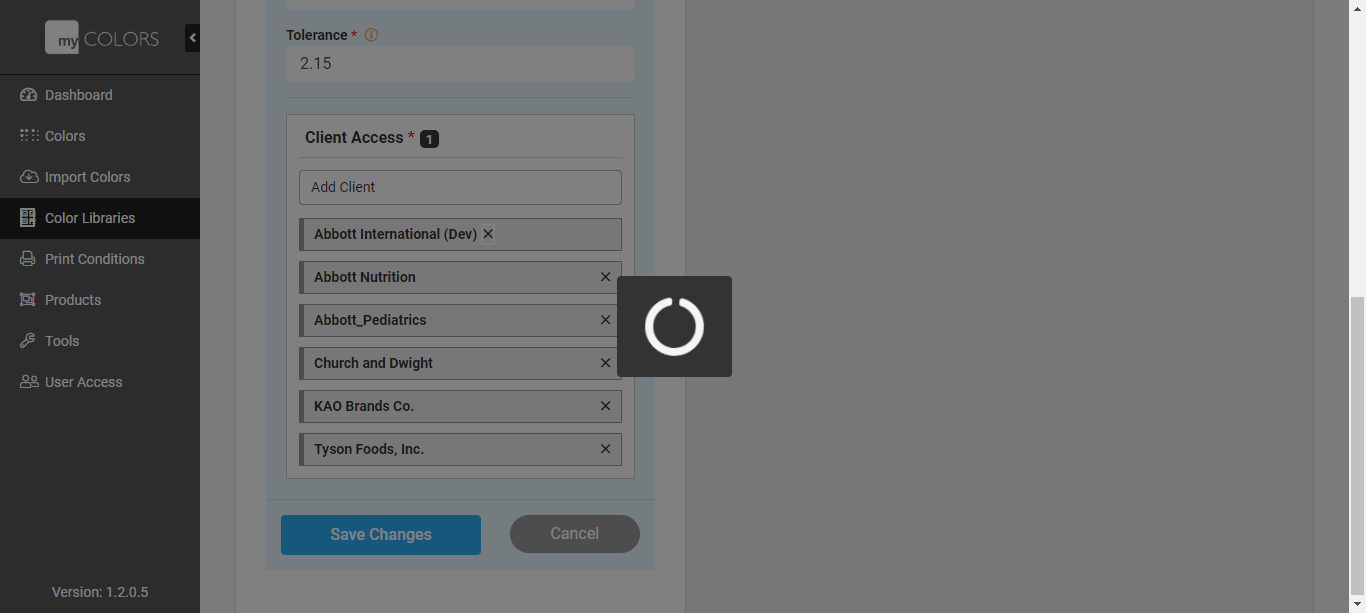 my COLORS
Dashboard
Colors
Import Colors
Color Libraries
Print Conditions
Products
Tools
User Access
Version: 1.2.0.5
Tolerance *
2.15
Client Access * 1
Add Client
Abbott International (Dev)
Abbott Nutrition
Abbott_Pediatrics
Church and Dwight
KAO Brands Co.
Tyson Foods, Inc.
Save Changes
Cancel